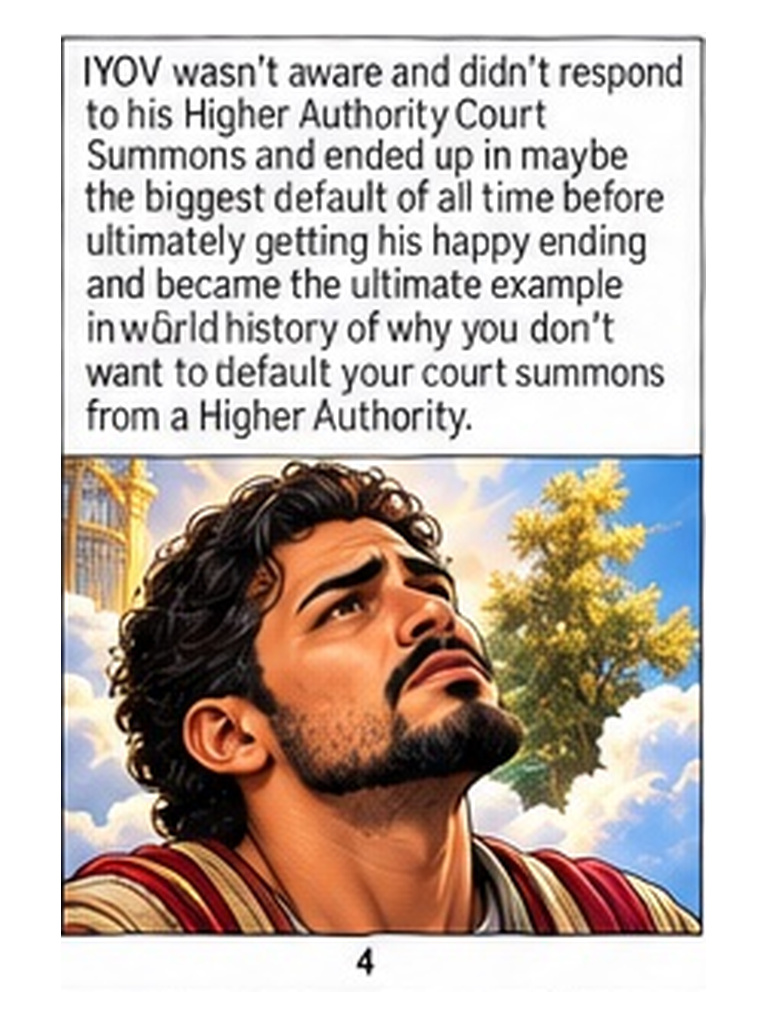 IYOV wasn't aware and didn't respond
to his Higher Authority Court
Summons and ended up in maybe
the biggest default of all time before
ultimately getting his happy ending
and became the ultimate example
in wôrld history of why you don't
want to default your court summons
from a Higher Authority.
4